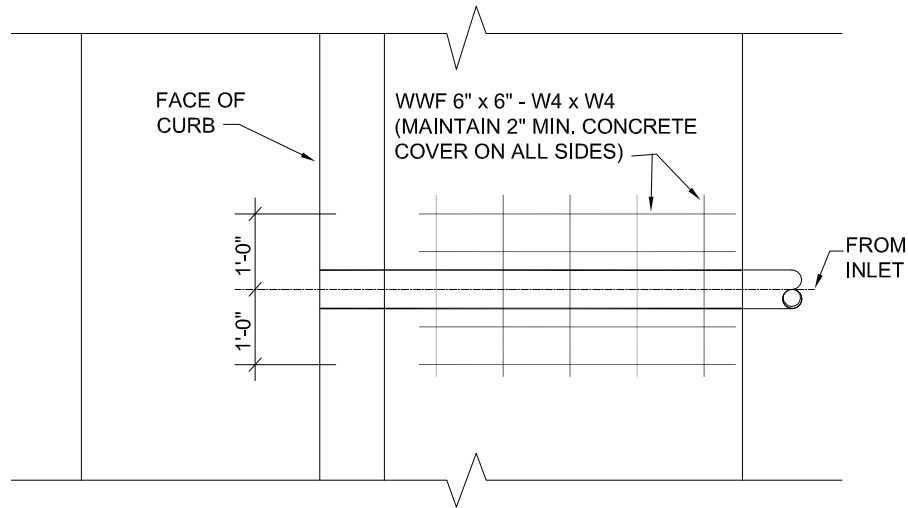 FACE OF
CURB
WWF 6" x 6" - W4 x W4
(MAINTAIN 2" MIN. CONCRETE
COVER ON ALL SIDES)
1'-0"
1'-0"
FROM
INLET